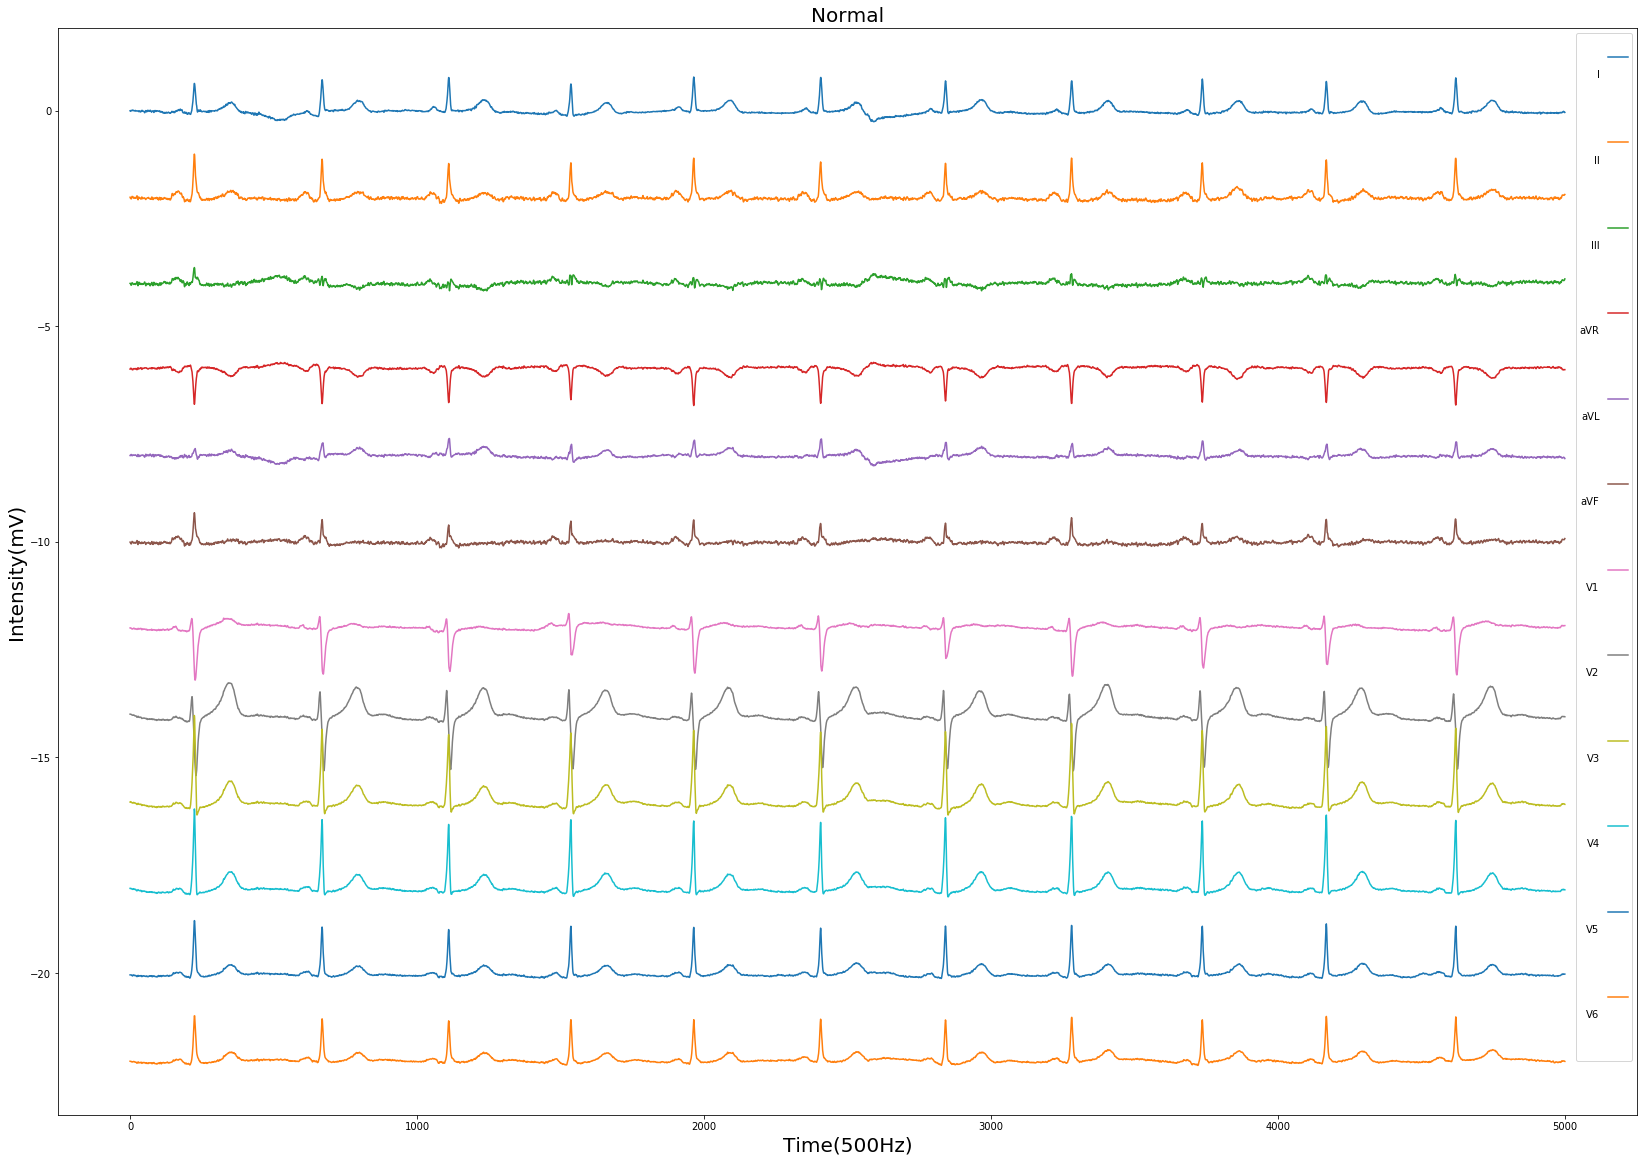 Normal
I
0
II
III
−5
aVR
aVL
aVF
−10
Intensity(mV)
V1
V2
−15
V3
V4
V5
−20
V6
0 1000 2000 3000 4000 5000
Time(500Hz)